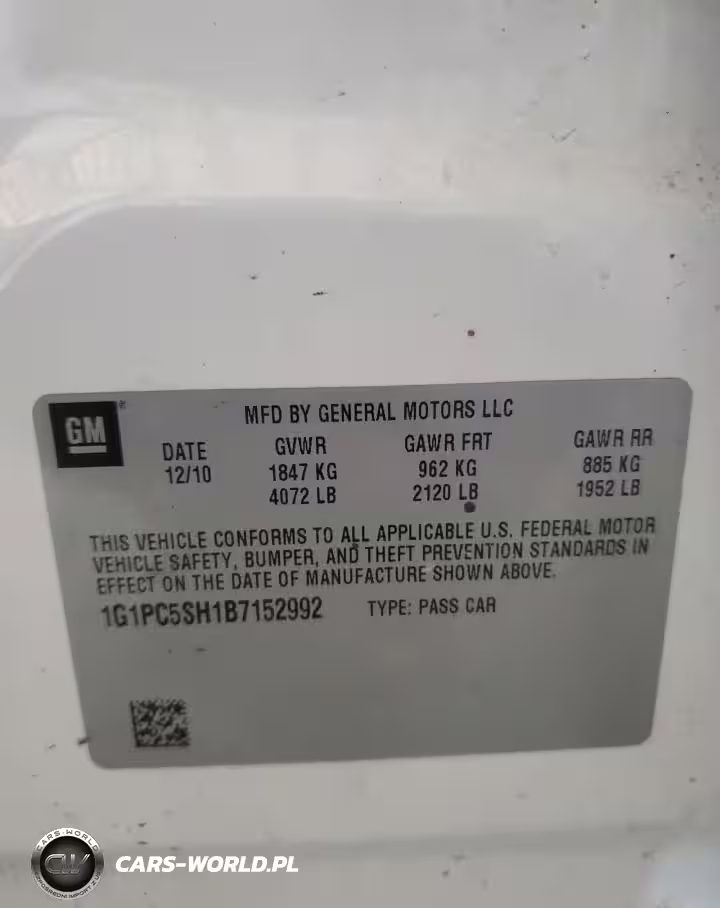 GM
MFD BY GENERAL MOTORS LLC
DATE GVWR GAWR FRT GAWR RR
12/10 1847 KG 962 KG 885 KG
4072 LB 2120 LB 1952 LB
THIS VEHICLE CONFORMS TO ALL APPLICABLE U.S. FEDERAL MOTOR
VEHICLE SAFETY, BUMPER, AND THEFT PREVENTION STANDARDS IN
EFFECT ON THE DATE OF MANUFACTURE SHOWN ABOVE.
1G1PC5SH1B7152992 TYPE: PASS CAR
CARS-WORLD
CW
CARS-WORLD.PL